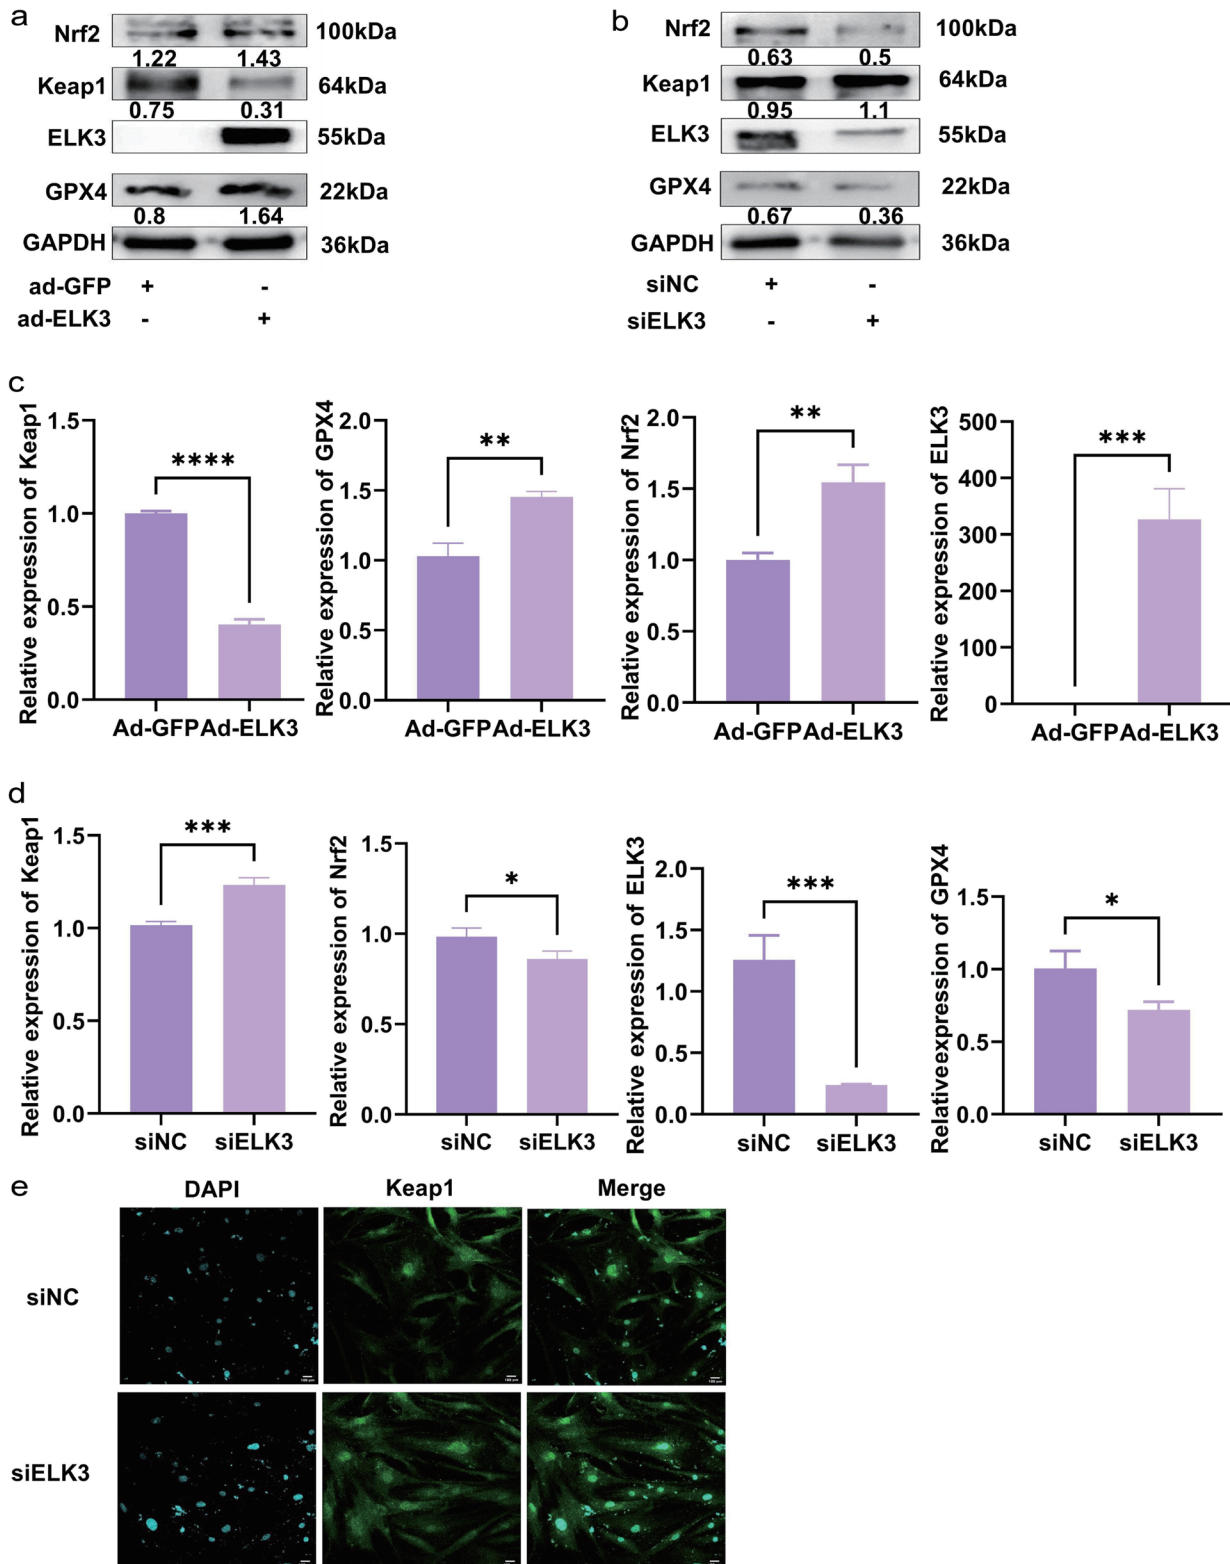 a
Nrf2 100kDa
1.22 1.43
Keap1 64kDa
0.75 0.31
ELK3 55kDa
GPX4 22kDa
0.8 1.64
GAPDH 36kDa
ad-GFP + -
ad-ELK3 - +
b
Nrf2 100kDa
0.63 0.5
Keap1 64kDa
0.95 1.1
ELK3 55kDa
GPX4 22kDa
0.67 0.36
GAPDH 36kDa
siNC + -
siELK3 - +
c
Relative expression of Keap1
1.5
1.0
0.5
0.0
****
Ad-GFP Ad-ELK3
Relative expression of GPX4
2.0
1.5
1.0
0.5
0.0
**
Ad-GFP Ad-ELK3
Relative expression of Nrf2
2.0
1.5
1.0
0.5
0.0
**
Ad-GFP Ad-ELK3
Relative expression of ELK3
500
400
300
200
100
0
***
Ad-GFP Ad-ELK3
d
Relative expression of Keap1
1.5
1.0
0.5
0.0
***
siNC siELK3
Relative expression of Nrf2
1.5
1.0
0.5
0.0
*
siNC siELK3
Relative expression of ELK3
2.0
1.5
1.0
0.5
0.0
***
siNC siELK3
Relativeexpression of GPX4
1.5
1.0
0.5
0.0
*
siNC siELK3
e
DAPI Keap1 Merge
siNC
siELK3